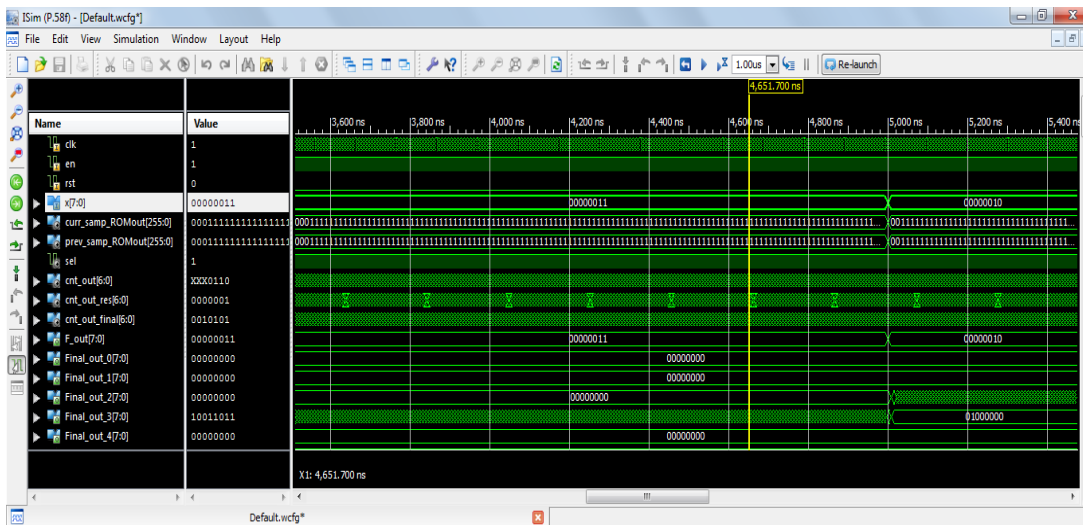 ISim (P.58f) - [Default.wcfg*]
File Edit View Simulation Window Layout Help
1.00us Re-launch
4,651.700 ns
Name Value
3,600 ns 3,800 ns 4,000 ns 4,200 ns 4,400 ns 4,600 ns 4,800 ns 5,000 ns 5,200 ns 5,400 ns
clk 1
en 1
rst 0
x[7:0] 00000011 00000011 00000010
curr_samp_ROMout[255:0]
prev_samp_ROMout[255:0]
sel 1
cnt_out[6:0] XXX0110
cnt_out_res[6:0] 0000001
cnt_out_final[6:0] 0010101
F_out[7:0] 00000011 00000011 00000010
Final_out_0[7:0] 00000000 00000000
Final_out_1[7:0] 00000000 00000000
Final_out_2[7:0] 00000000 00000000
Final_out_3[7:0] 10011011 01000000
Final_out_4[7:0] 00000000 00000000
X1: 4,651.700 ns
Default.wcfg*